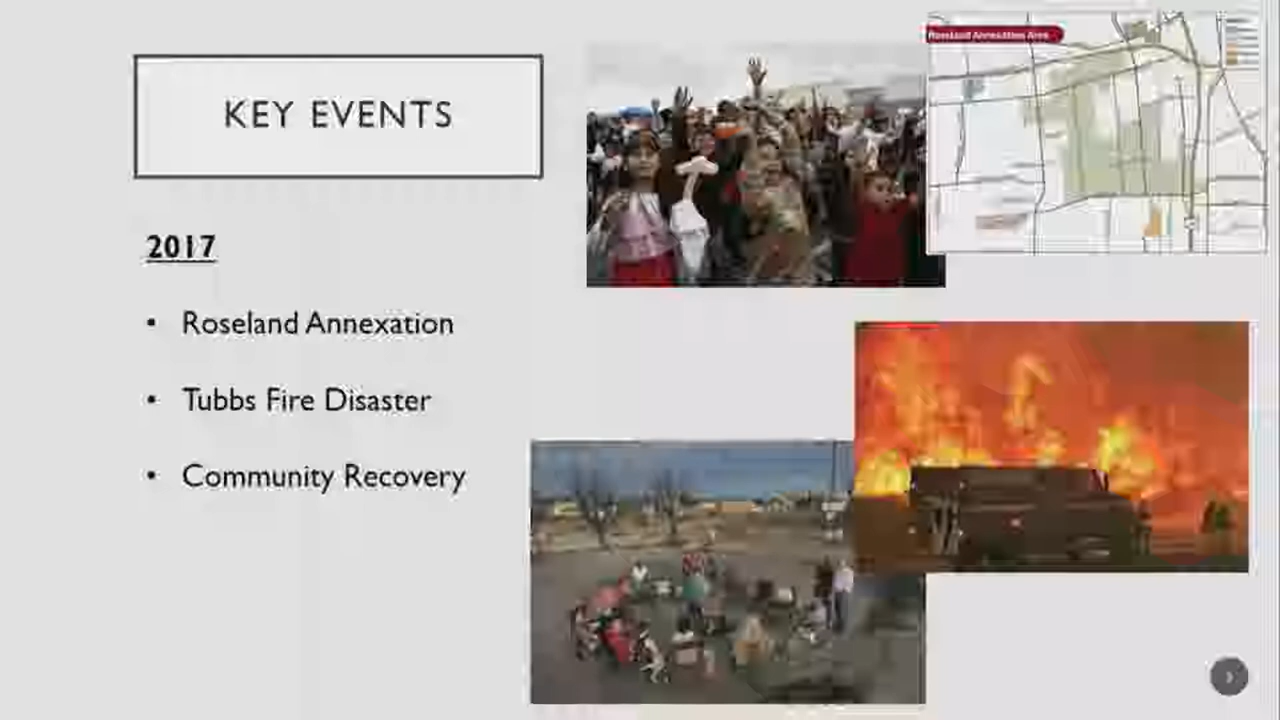 KEY EVENTS
2017
• Roseland Annexation
• Tubbs Fire Disaster
• Community Recovery
Roseland Annexation Area